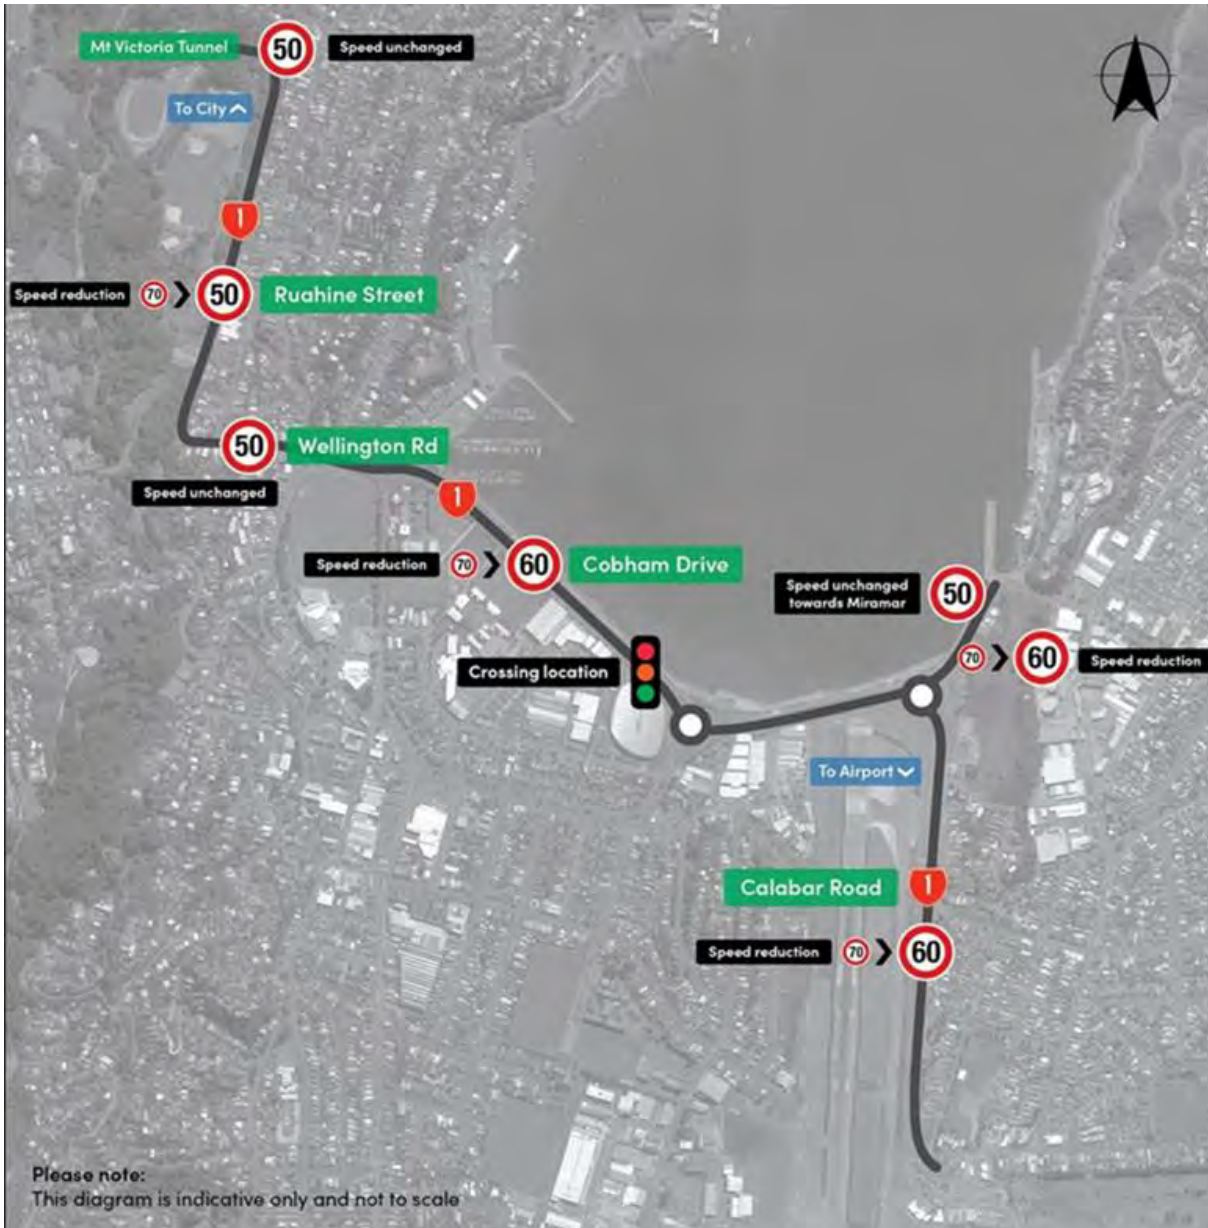 Mt Victoria Tunnel
50
Speed unchanged
To City
1
Speed reduction
70
50
Ruahine Street
50
Wellington Rd
Speed unchanged
1
Speed reduction
70
60
Cobham Drive
Speed unchanged
towards Miramar
50
70
60
Speed reduction
Crossing location
To Airport
Calabar Road
1
Speed reduction
70
60
Please note:
This diagram is indicative only and not to scale